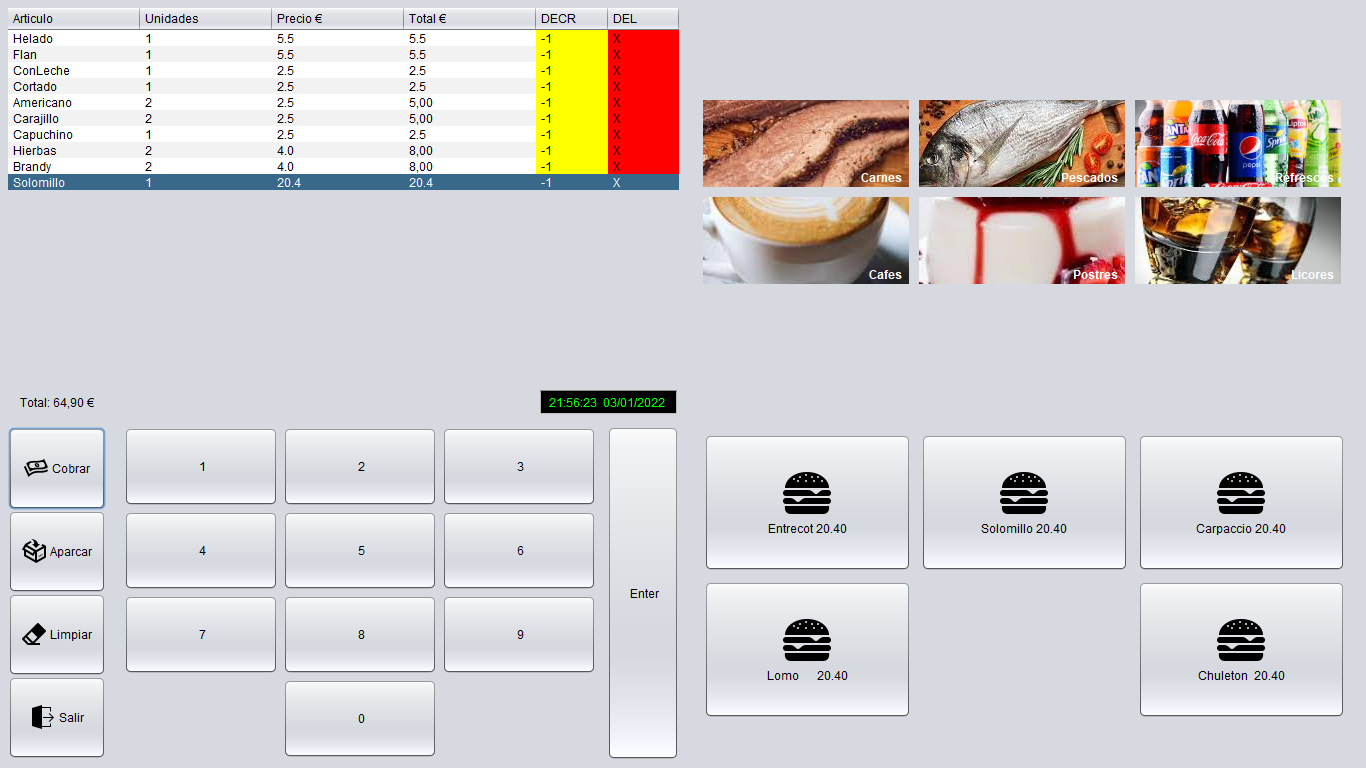 Articulo Unidades Precio € Total € DECR DEL
Helado 1 5.5 5.5 -1 X
Flan 1 5.5 5.5 -1 X
ConLeche 1 2.5 2.5 -1 X
Cortado 1 2.5 2.5 -1 X
Americano 2 2.5 5,00 -1 X
Carajillo 2 2.5 5,00 -1 X
Capuchino 1 2.5 2.5 -1 X
Hierbas 2 4.0 8,00 -1 X
Brandy 2 4.0 8,00 -1 X
Solomillo 1 20.4 20.4 -1 X
Total: 64,90 €
21:56:23 03/01/2022
Cobrar
Aparcar
Limpiar
Salir
1 2 3
4 5 6
7 8 9
0
Enter
Carnes
Pescados
FANTA
Coca-Cola
pepsi
Sprite
Lipton
Refrescos
Cafes
Postres
Licores
Entrecot 20.40
Solomillo 20.40
Carpaccio 20.40
Lomo 20.40
Chuleton 20.40